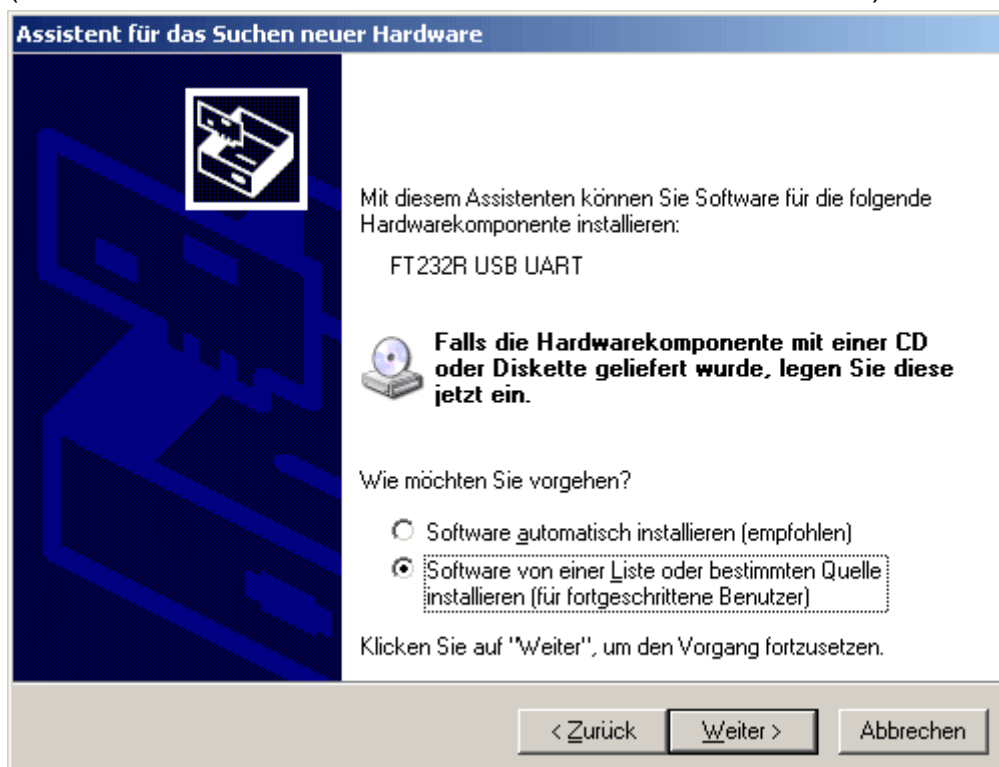 Assistent für das Suchen neuer Hardware
Mit diesem Assistenten können Sie Software für die folgende
Hardwarekomponente installieren:
FT232R USB UART
Falls die Hardwarekomponente mit einer CD
oder Diskette geliefert wurde, legen Sie diese
jetzt ein.
Wie möchten Sie vorgehen?
Software automatisch installieren (empfohlen)
Software von einer Liste oder bestimmten Quelle
installieren (für fortgeschrittene Benutzer)
Klicken Sie auf "Weiter", um den Vorgang fortzusetzen.
< Zurück Weiter > Abbrechen